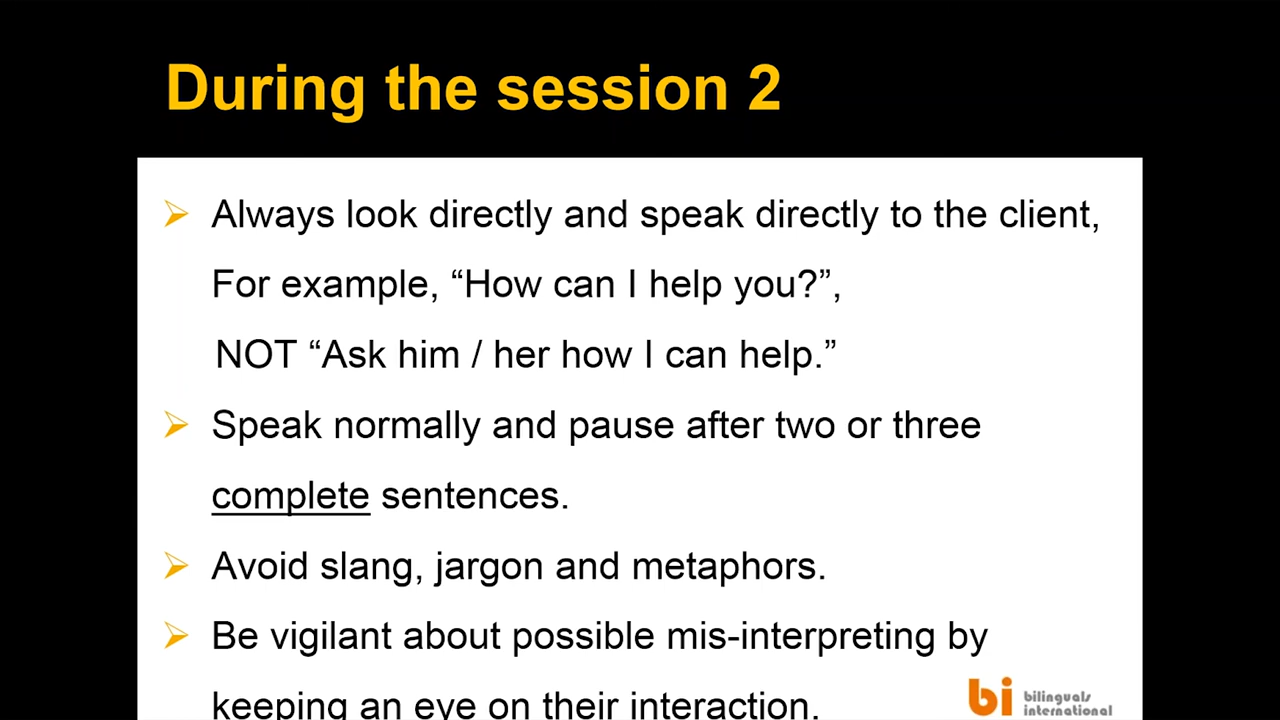 During the session 2
Always look directly and speak directly to the client,
For example, “How can I help you?”,
NOT “Ask him / her how I can help.”
Speak normally and pause after two or three
complete sentences.
Avoid slang, jargon and metaphors.
Be vigilant about possible mis-interpreting by
keeping an eye on their interaction.
bi bilinguals
international